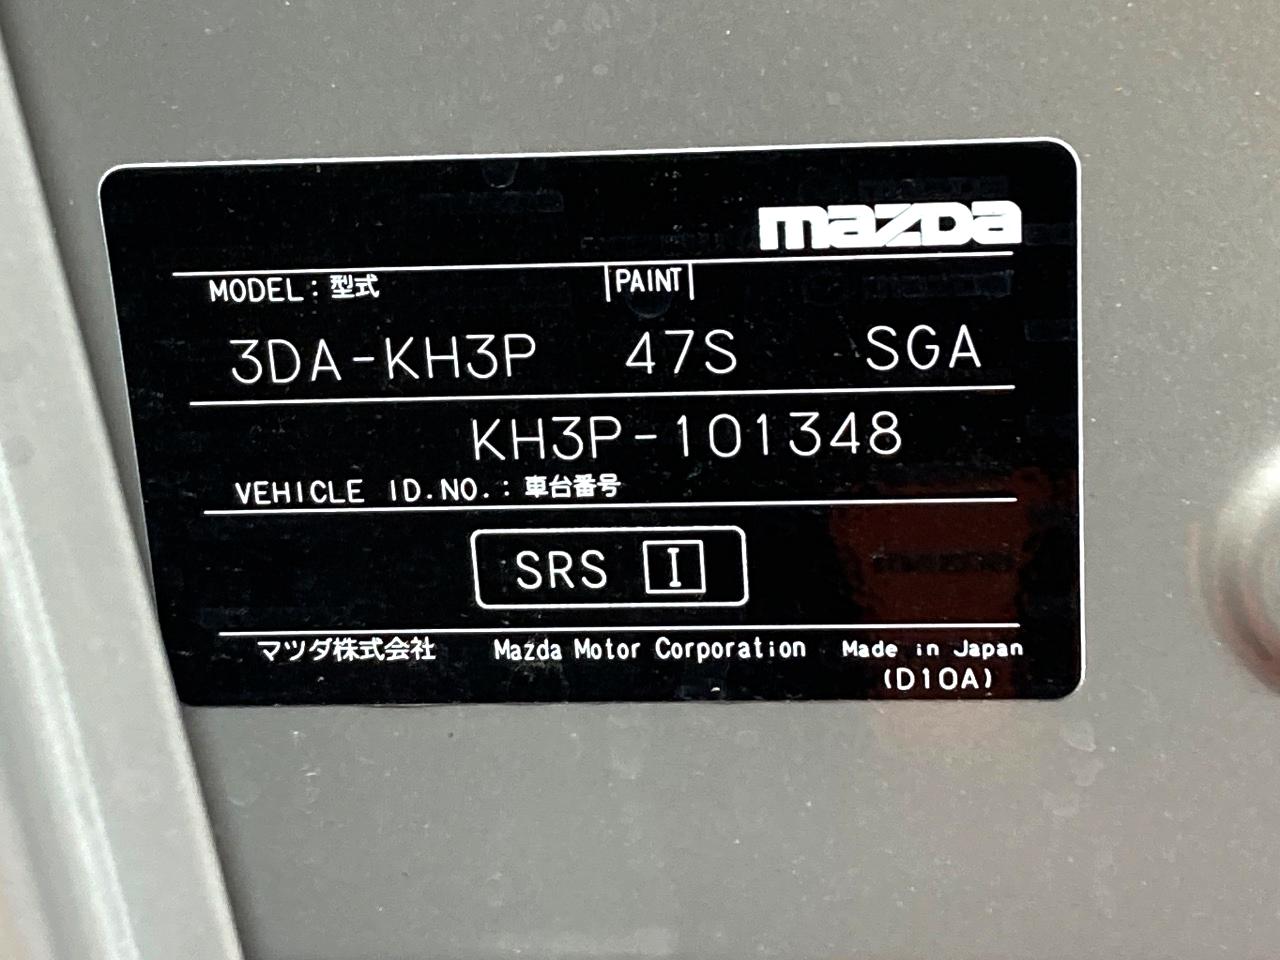 mazda
MODEL：型式 PAINT
3DA-KH3P 47S SGA
KH3P-101348
VEHICLE ID.NO.：車台番号
SRS I
マツダ株式会社 Mazda Motor Corporation Made in Japan
(D10A)